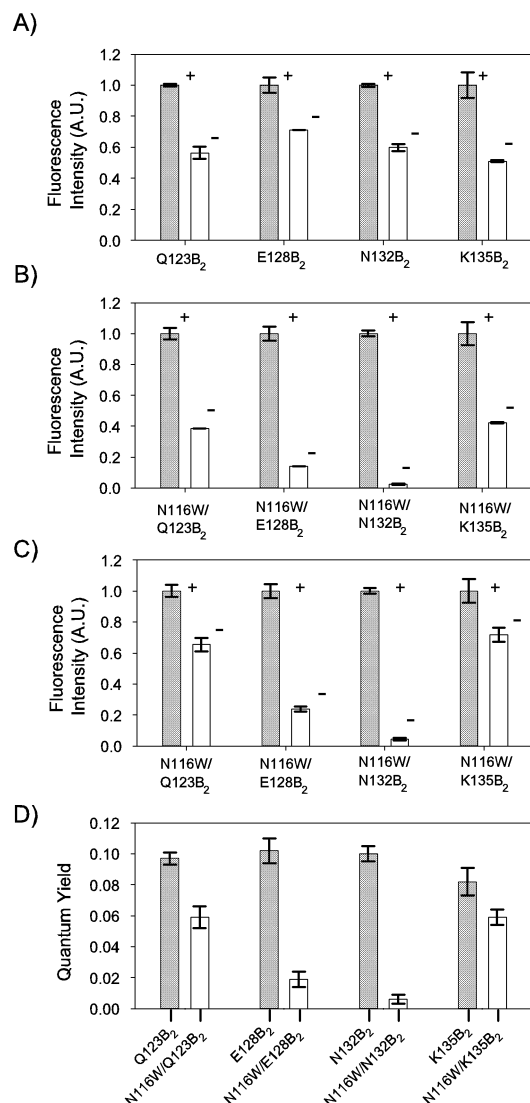 A)
Fluorescence
Intensity (A.U.)
1.2
1.0
0.8
0.6
0.4
0.2
0.0
+ − + − + − + −
Q123B₂ E128B₂ N132B₂ K135B₂
B)
Fluorescence
Intensity (A.U.)
1.2
1.0
0.8
0.6
0.4
0.2
0.0
+ − + − + − + −
N116W/ N116W/ N116W/ N116W/
Q123B₂ E128B₂ N132B₂ K135B₂
C)
Fluorescence
Intensity (A.U.)
1.2
1.0
0.8
0.6
0.4
0.2
0.0
+ − + − + − + −
N116W/ N116W/ N116W/ N116W/
Q123B₂ E128B₂ N132B₂ K135B₂
D)
Quantum Yield
0.12
0.10
0.08
0.06
0.04
0.02
0.00
Q123B₂
N116W/Q123B₂
E128B₂
N116W/E128B₂
N132B₂
N116W/N132B₂
K135B₂
N116W/K135B₂